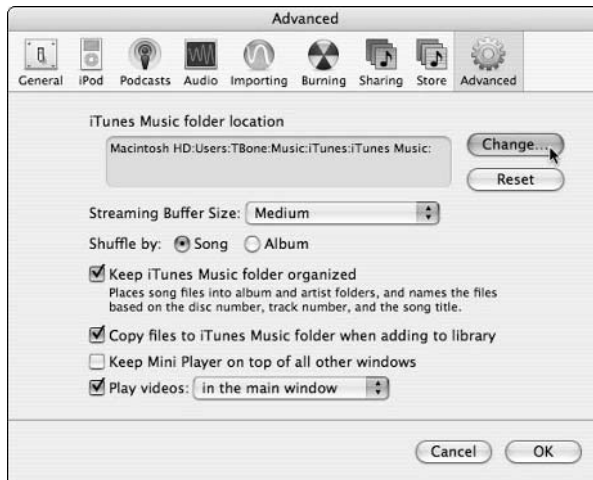 Advanced
General iPod Podcasts Audio Importing Burning Sharing Store Advanced
iTunes Music folder location
Macintosh HD:Users:TBone:Music:iTunes:iTunes Music:
Change...
Reset
Streaming Buffer Size: Medium
Shuffle by: Song Album
Keep iTunes Music folder organized
Places song files into album and artist folders, and names the files
based on the disc number, track number, and the song title.
Copy files to iTunes Music folder when adding to library
Keep Mini Player on top of all other windows
Play videos: in the main window
Cancel OK